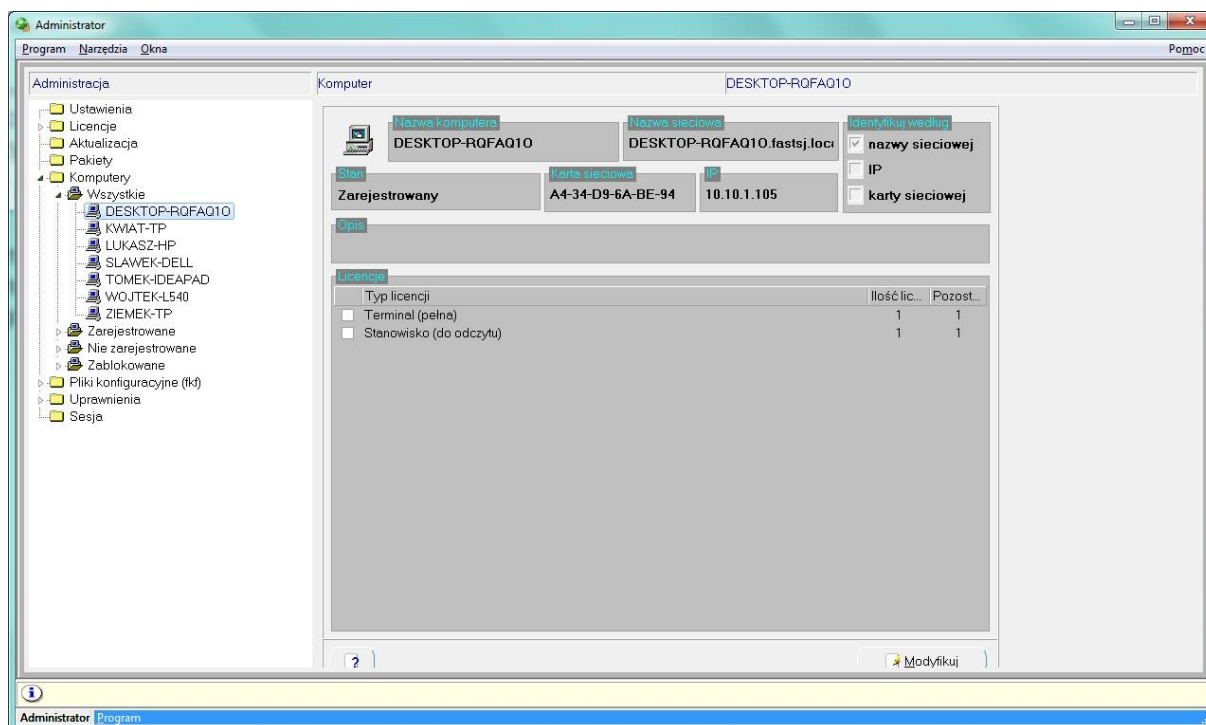 Administrator
Program Narzędzia Okna Pomoc
Administracja
Komputer DESKTOP-RQFAQ1O
Ustawienia
Licencje
Aktualizacja
Pakiety
Komputery
Wszystkie
DESKTOP-RQFAQ1O
KWIAT-TP
LUKASZ-HP
SLAWEK-DELL
TOMEK-IDEAPAD
WOJTEK-L540
ZIEMEK-TP
Zarejestrowane
Nie zarejestrowane
Zablokowane
Pliki konfiguracyjne (fkf)
Uprawnienia
Sesja
Nazwa komputera
DESKTOP-RQFAQ1O
Nazwa sieciowa
DESKTOP-RQFAQ1O.fastsj.loc
Identyfikuj według
nazwy sieciowej
IP
karty sieciowej
Stan
Zarejestrowany
Karta sieciowa
A4-34-D9-6A-BE-94
IP
10.10.1.105
Opis
Licencje
Typ licencji Ilość lic... Pozost...
Terminal (pełna) 1 1
Stanowisko (do odczytu) 1 1
? Modyfikuj
Administrator Program